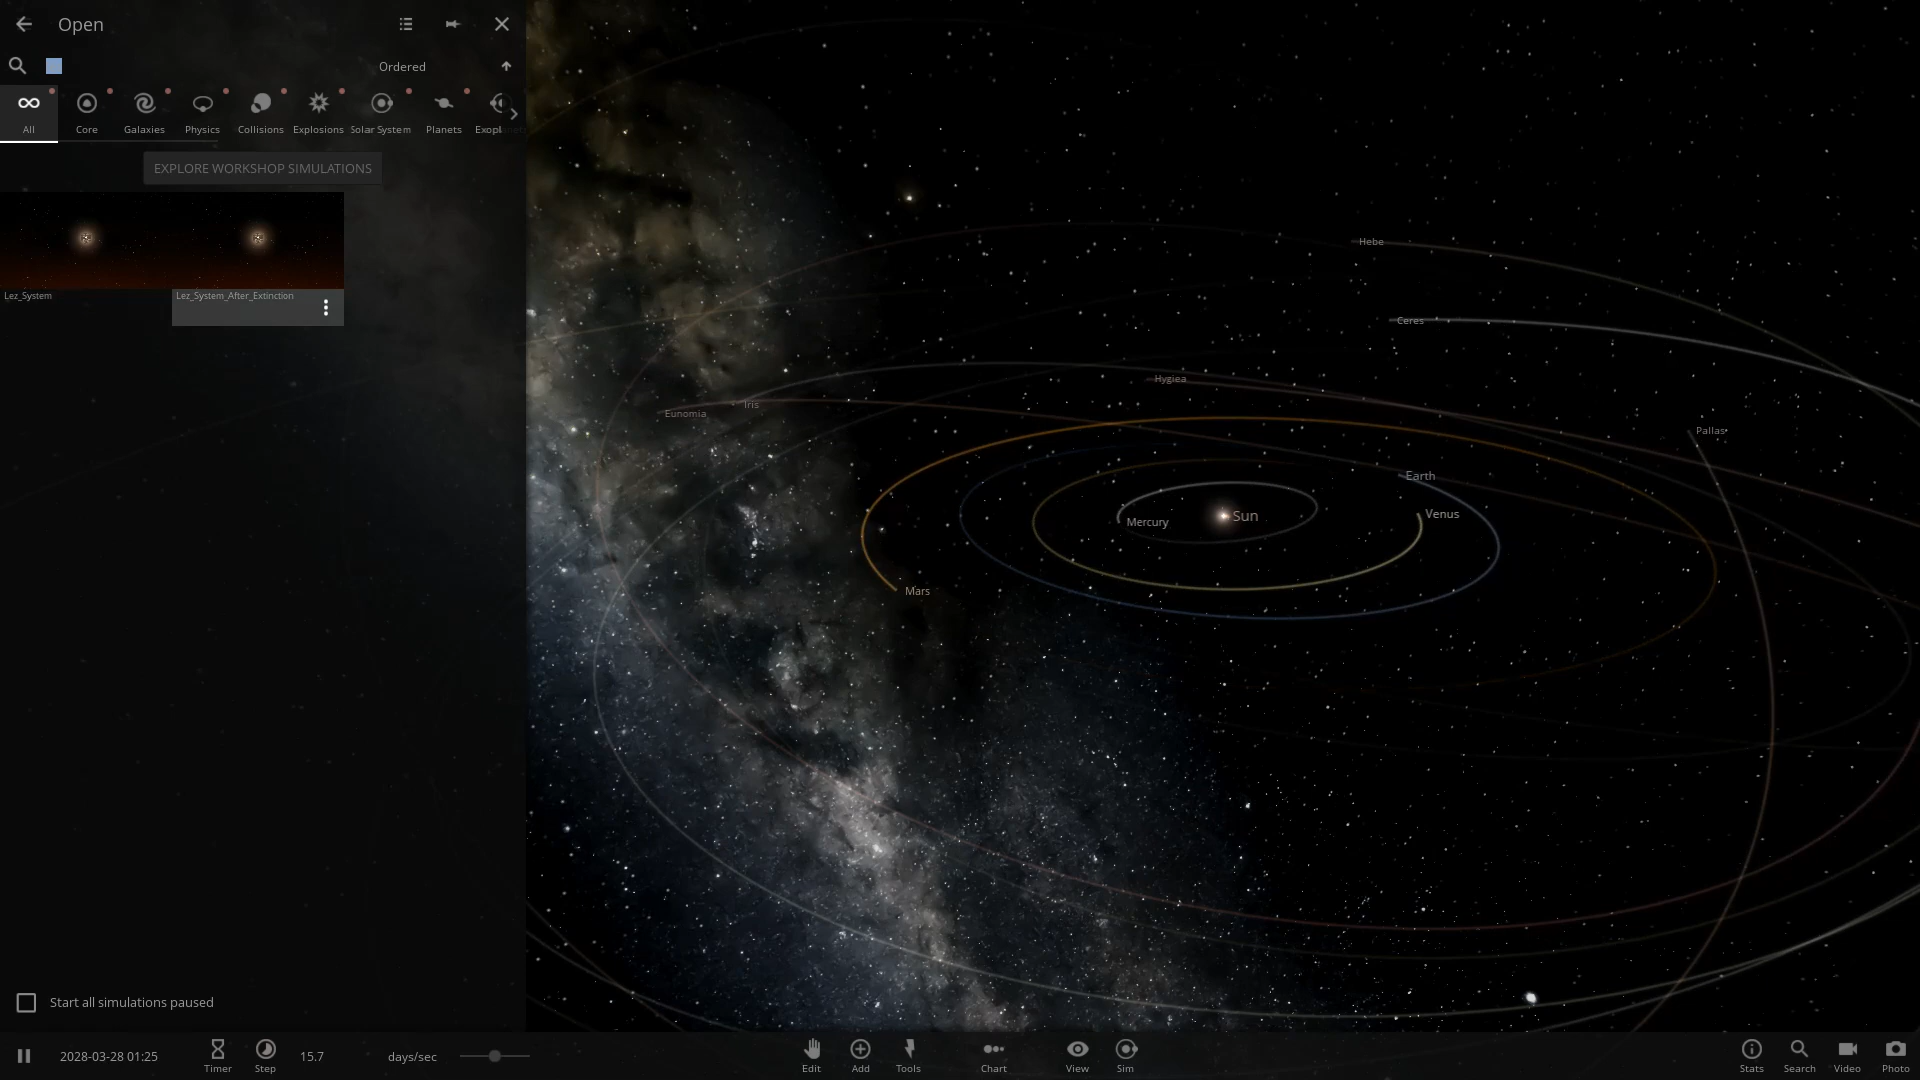 Open
Ordered
All
Core
Galaxies
Physics
Collisions
Explosions
Solar System
Planets
EXPLORE WORKSHOP SIMULATIONS
Lez_System
Lez_System_After_Extinction
Hebe
Ceres
Hygiea
Iris
Eunomia
Pallas
Earth
Venus
Sun
Mercury
Mars
Start all simulations paused
2028-03-28 01:25
Timer
Step
15.7
days/sec
Edit
Add
Tools
Chart
View
Sim
Stats
Search
Video
Photo